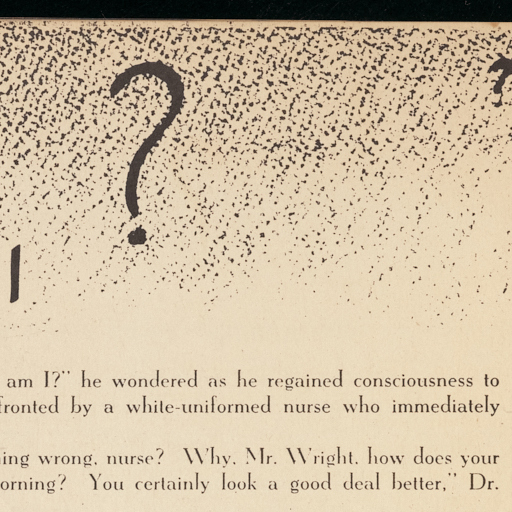 ?
?
am I?" he wondered as he regained consciousness to
fronted by a white-uniformed nurse who immediately
ing wrong, nurse? Why, Mr. Wright, how does your
orning? You certainly look a good deal better," Dr.